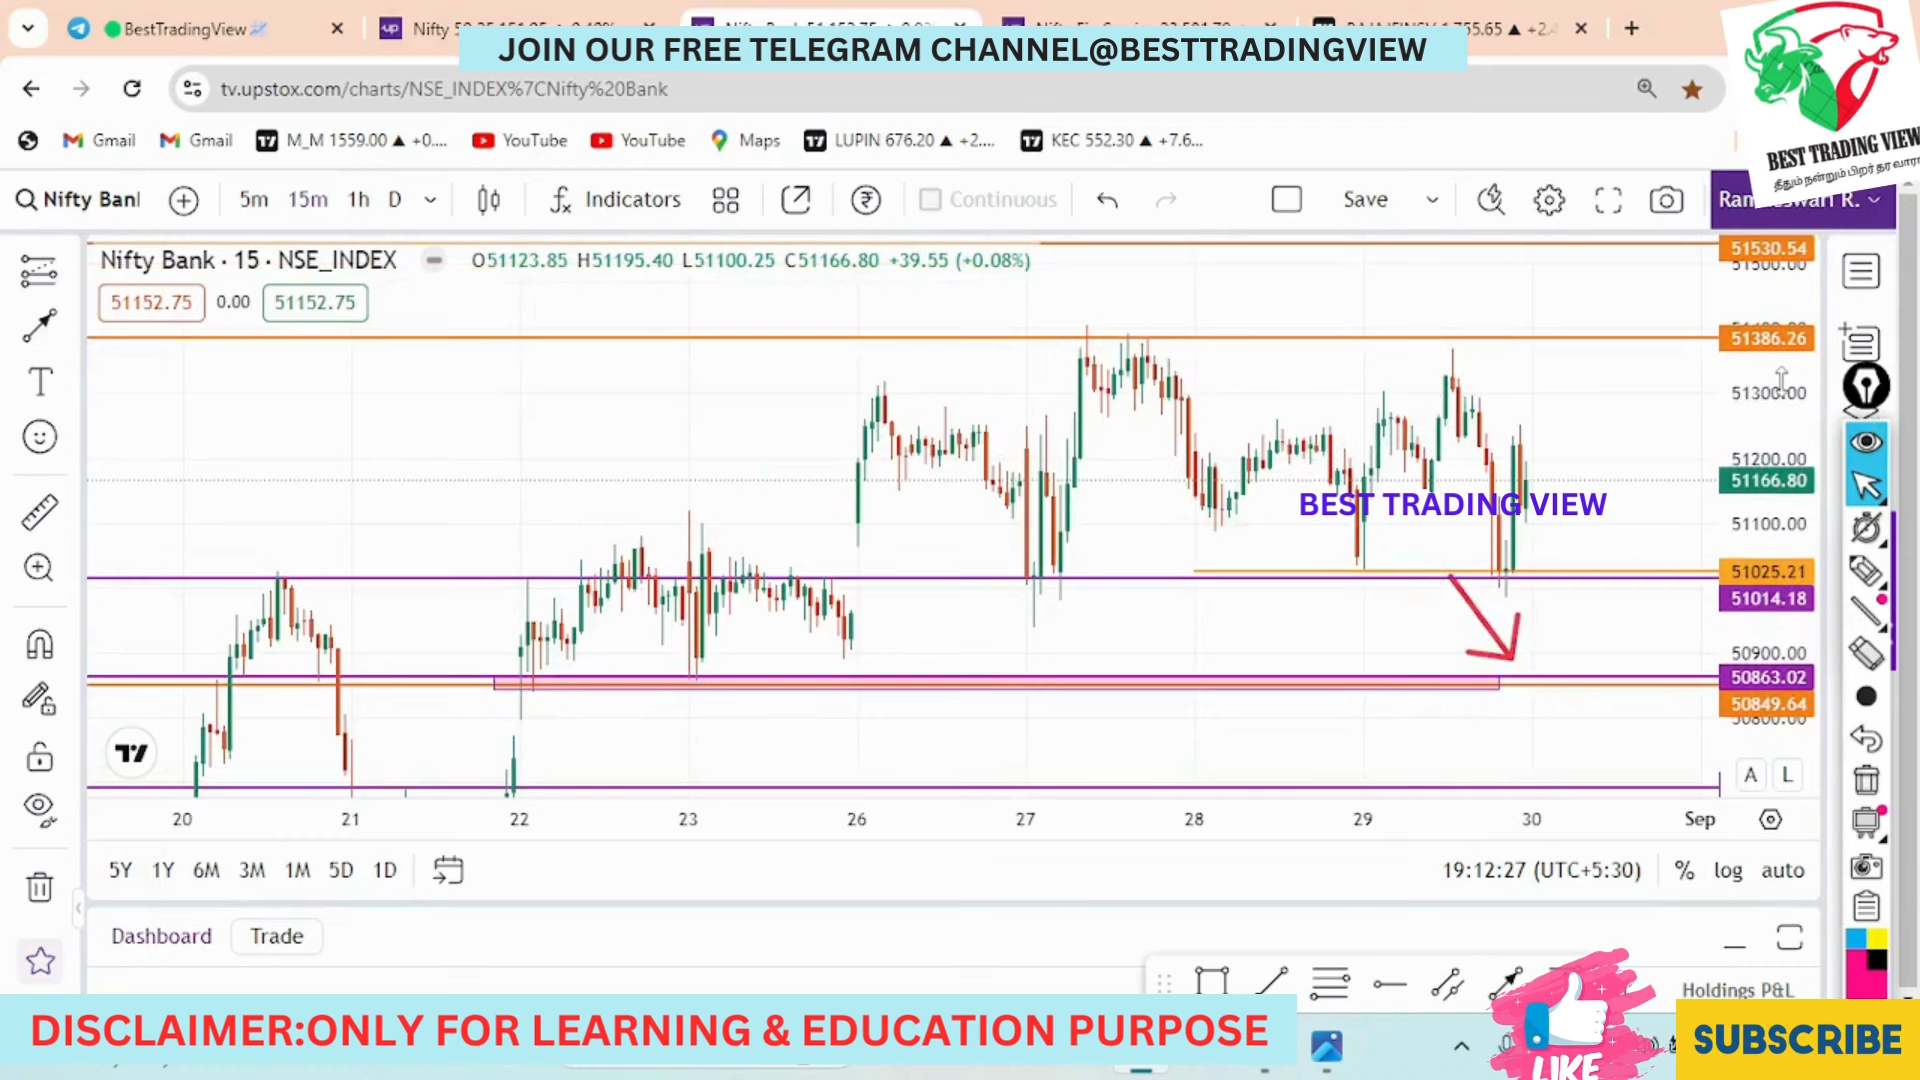 BestTradingView
Nifty
JOIN OUR FREE TELEGRAM CHANNEL@BESTTRADINGVIEW
tv.upstox.com/charts/NSE_INDEX%7CNifty%20Bank
Gmail
Gmail
M_M 1559.00 ▲ +0....
YouTube
YouTube
Maps
LUPIN 676.20 ▲ +2....
KEC 552.30 ▲ +7.6...
BEST TRADING VIEW
தீதும் நன்றும் பிறர் தர வாரா
Nifty Banl
5m
15m
1h
D
Indicators
Continuous
Save
R.
Nifty Bank · 15 · NSE_INDEX
O51123.85 H51195.40 L51100.25 C51166.80 +39.55 (+0.08%)
51152.75
0.00
51152.75
51530.54
51386.26
51300.00
51200.00
51166.80
BEST TRADING VIEW
51100.00
51025.21
51014.18
50900.00
50863.02
50849.64
50800.00
A
L
20
21
22
23
26
27
28
29
30
Sep
5Y
1Y
6M
3M
1M
5D
1D
19:12:27 (UTC+5:30)
%
log
auto
Dashboard
Trade
Holdings P&L
DISCLAIMER:ONLY FOR LEARNING & EDUCATION PURPOSE
LIKE
SUBSCRIBE